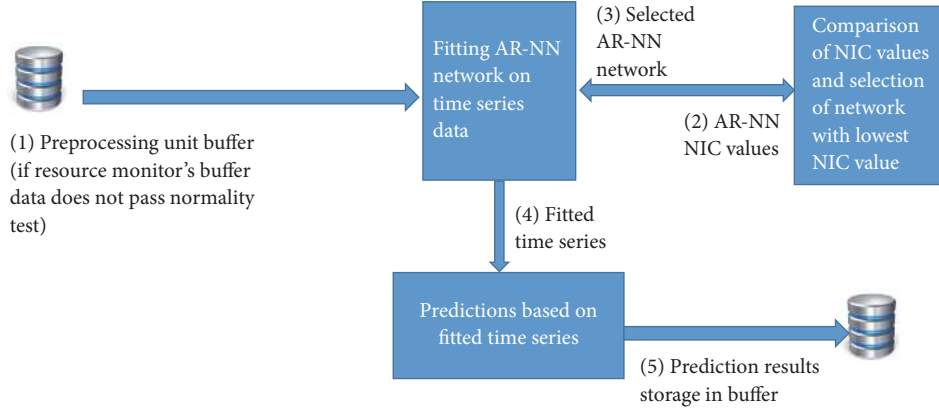 (1) Preprocessing unit buffer
(if resource monitor's buffer
data does not pass normality
test)
Fitting AR-NN
network on
time series
data
(3) Selected
AR-NN
network
(2) AR-NN
NIC values
Comparison
of NIC values
and selection
of network
with lowest
NIC value
(4) Fitted
time series
Predictions based on
fitted time series
(5) Prediction results
storage in buffer